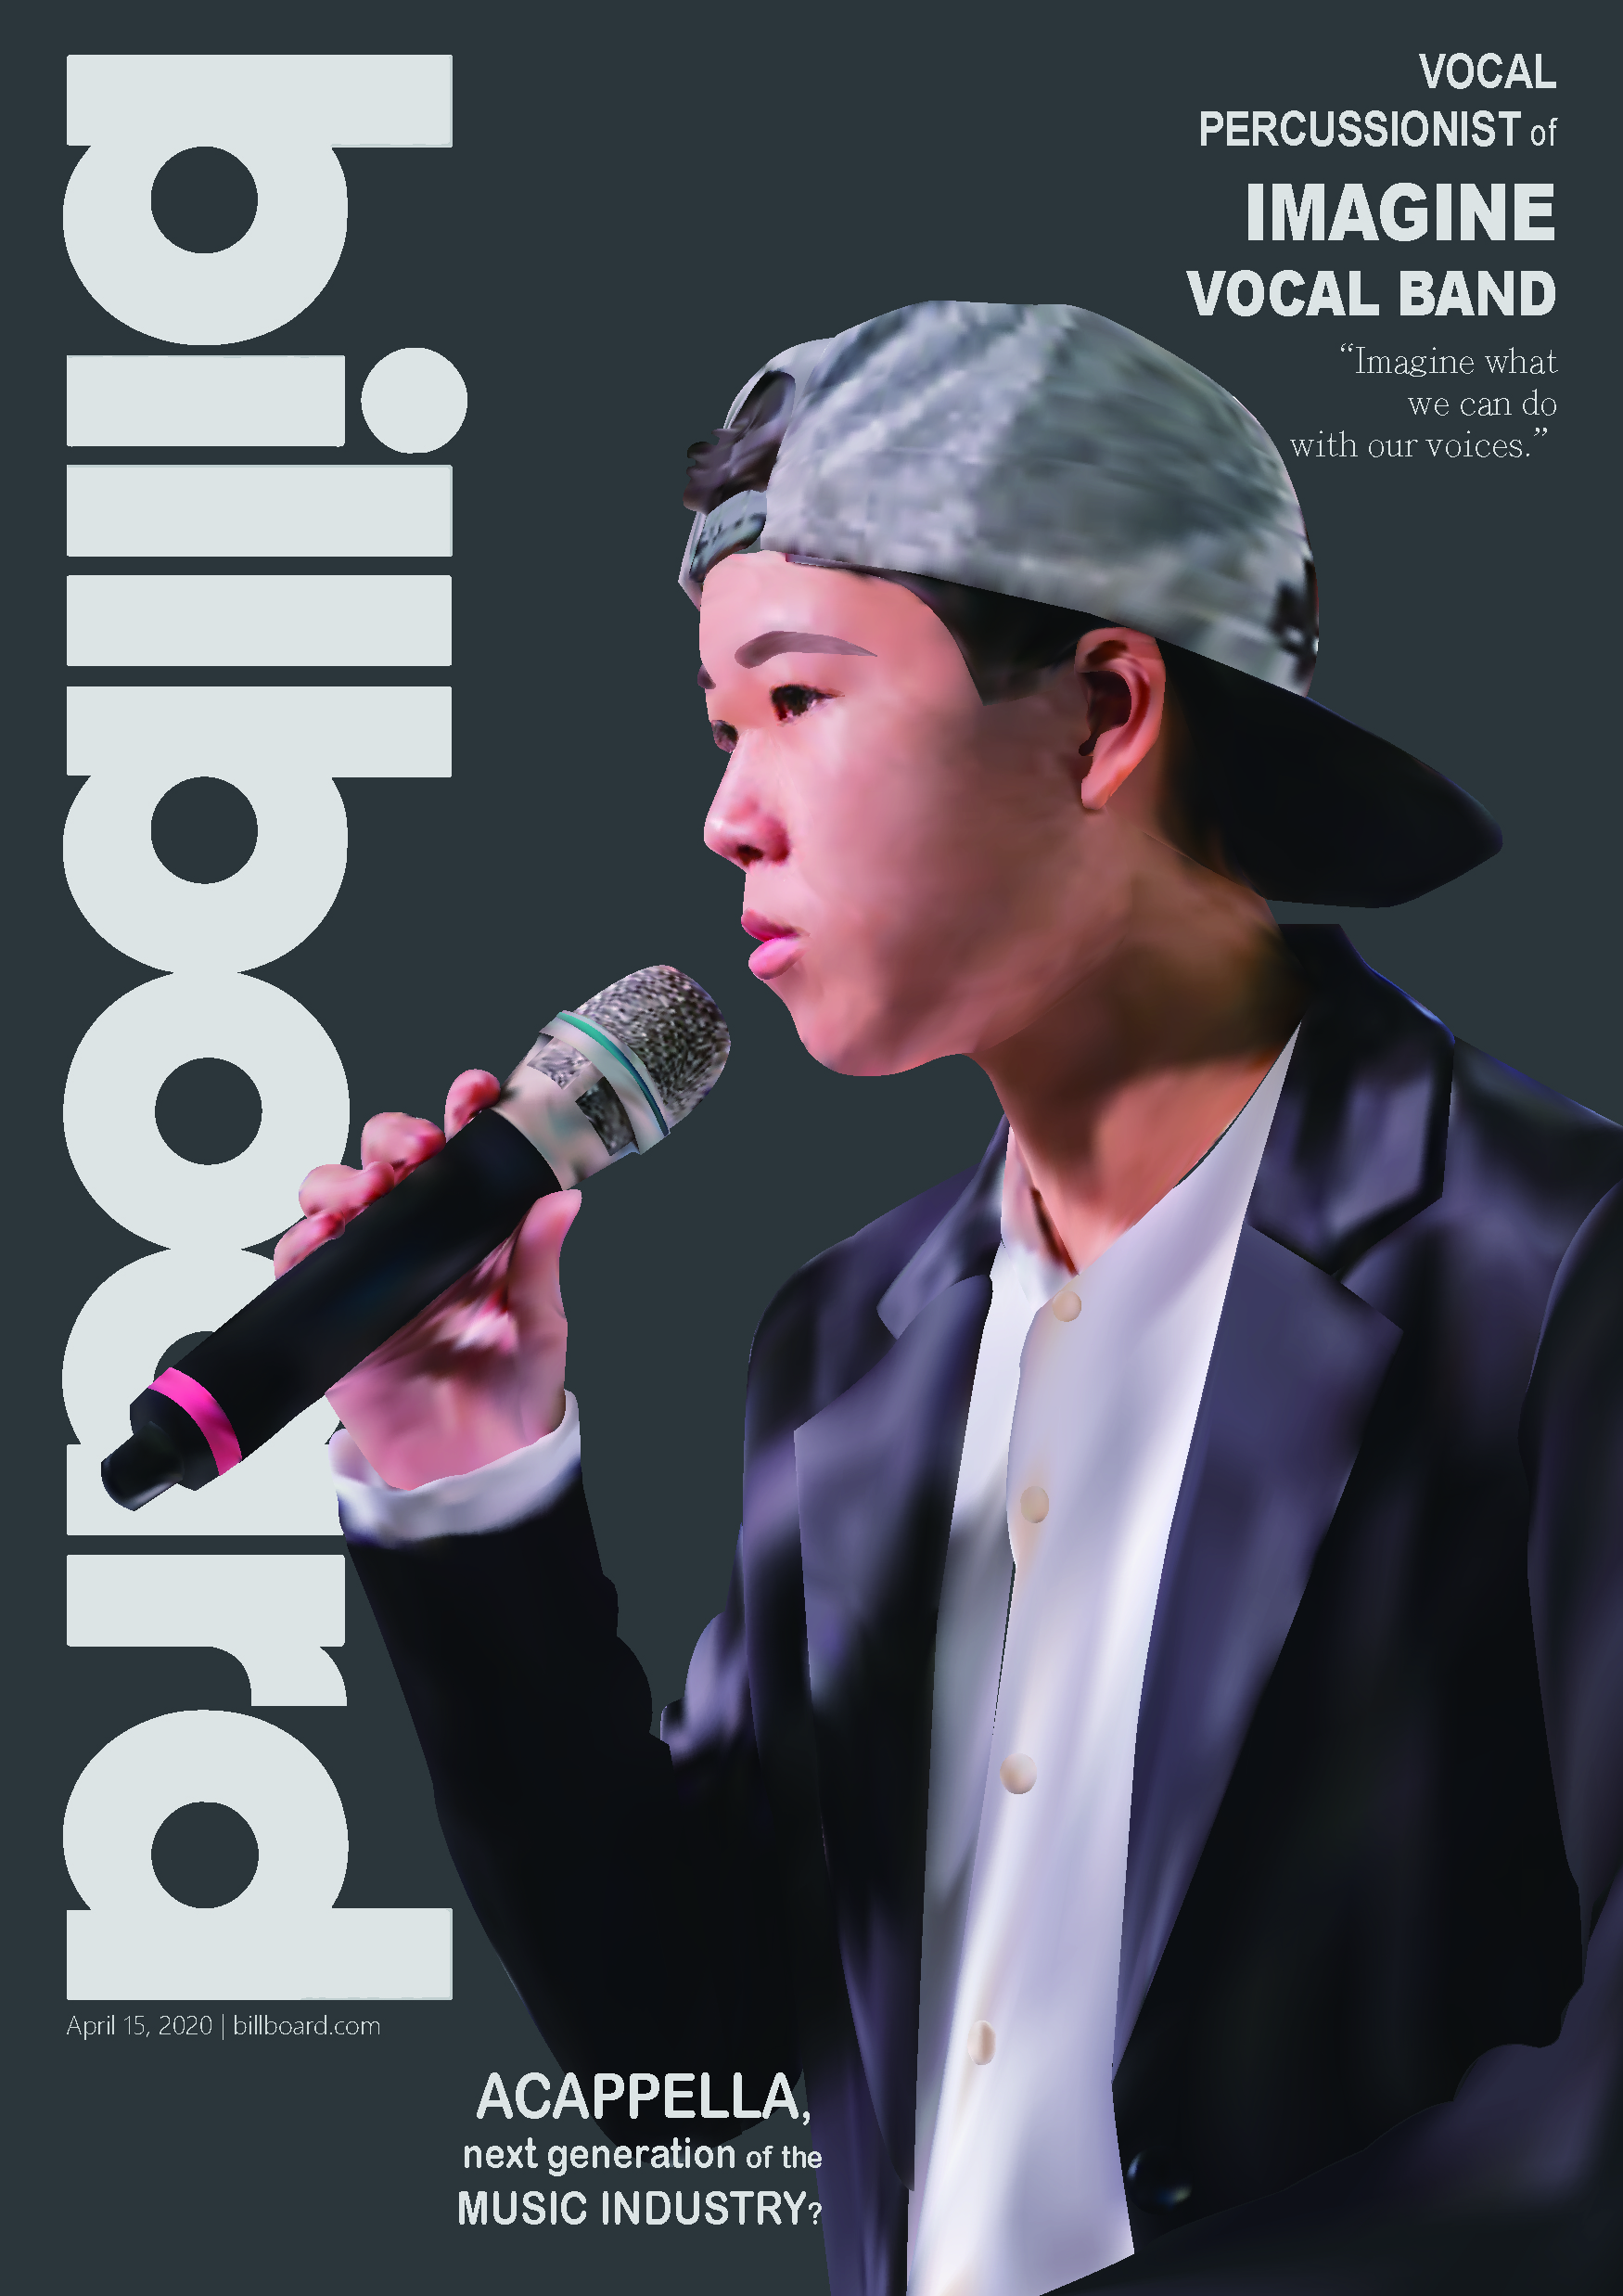 billboard
VOCAL
PERCUSSIONIST of
IMAGINE
VOCAL BAND
“Imagine what
we can do
with our voices.”
April 15, 2020 | billboard.com
ACAPPELLA,
next generation of the
MUSIC INDUSTRY?